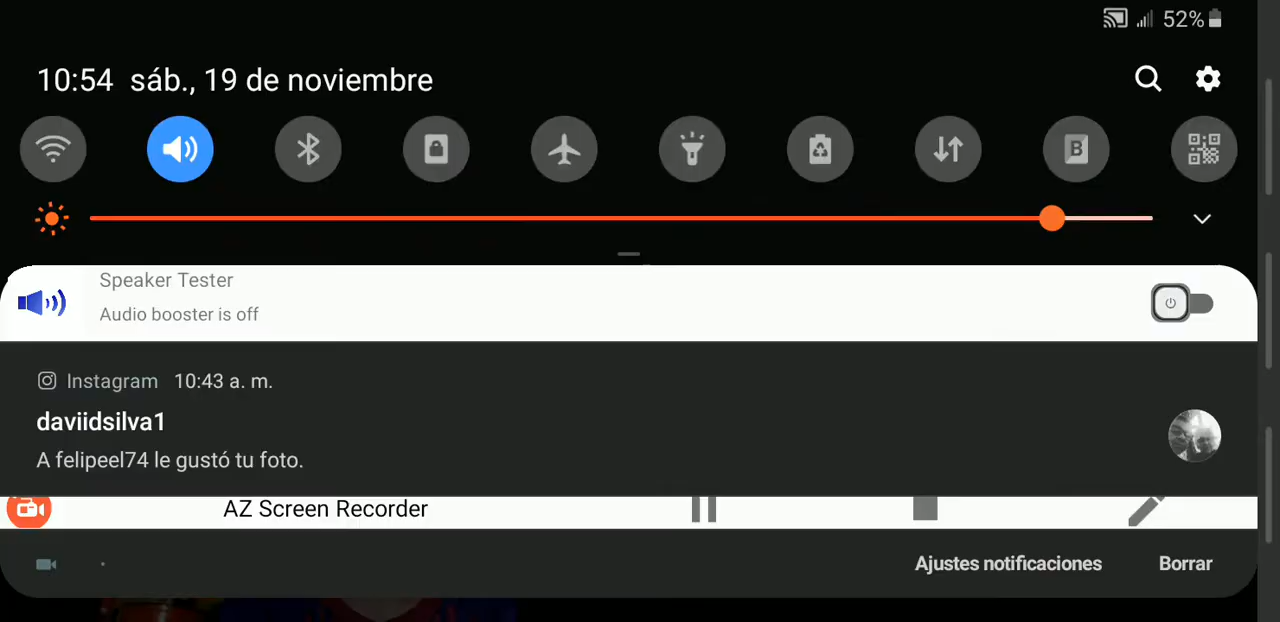 52%
10:54 sáb., 19 de noviembre
B
Speaker Tester
Audio booster is off
Instagram 10:43 a. m.
daviidsilva1
A felipeel74 le gustó tu foto.
AZ Screen Recorder
Ajustes notificaciones Borrar